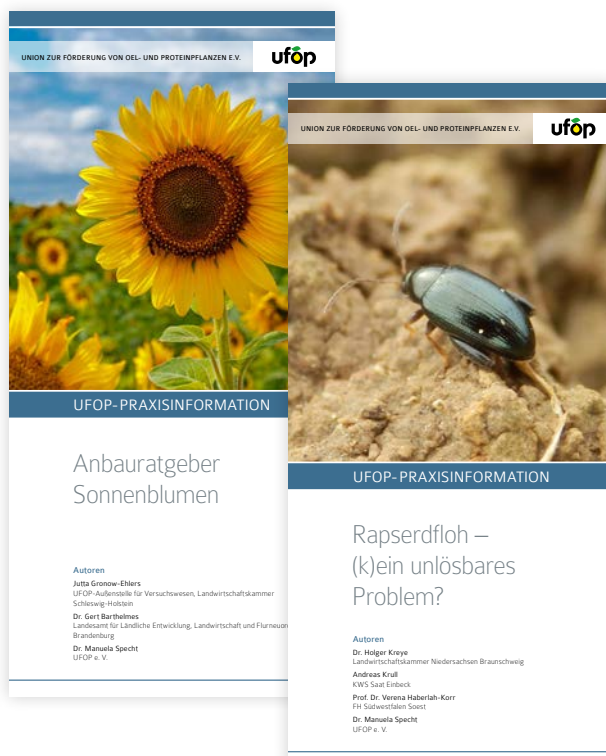 UNION ZUR FÖRDERUNG VON OEL- UND PROTEINPFLANZEN E.V.
ufop
UFOP-PRAXISINFORMATION
Anbauratgeber
Sonnenblumen
Autoren
Jutta Gronow-Ehlers
UFOP-Außenstelle für Versuchswesen, Landwirtschaftskammer
Schleswig-Holstein
Dr. Gert Barthelmes
Landesamt für Ländliche Entwicklung, Landwirtschaft und
Brandenburg
Dr. Manuela Specht
UFOP e. V.
UNION ZUR FÖRDERUNG VON OEL- UND PROTEINPFLANZEN E.V.
ufop
UFOP-PRAXISINFORMATION
Rapserdfloh –
(k)ein unlösbares
Problem?
Autoren
Dr. Holger Kreye
Landwirtschaftskammer Niedersachsen Braunschweig
Andreas Krull
KWS Saat Einbeck
Prof. Dr. Verena Haberlah-Korr
FH Südwestfalen Soest
Dr. Manuela Specht
UFOP e. V.